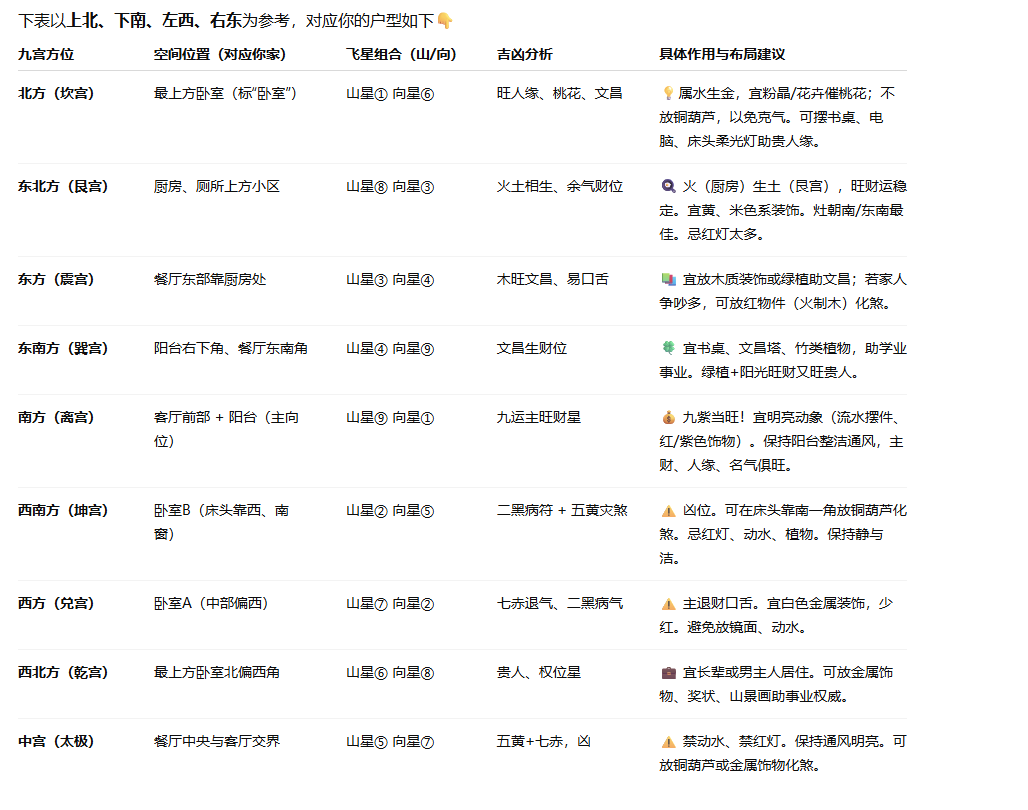 下表以上北、下南、左西、右东为参考，对应你的户型如下👇
九宫方位 空间位置（对应你家） 飞星组合（山/向） 吉凶分析 具体作用与布局建议
北方（坎宫） 最上方卧室（标“卧室”） 山星① 向星⑥ 旺人缘、桃花、文昌 💡属水生金，宜粉晶/花卉催桃花；不
放铜葫芦，以免克气。可摆书桌、电
脑、床头柔光灯助贵人缘。
东北方（艮宫） 厨房、厕所上方小区 山星⑧ 向星③ 火土相生、余气财位 🍳 火（厨房）生土（艮宫），旺财运稳
定。宜黄、米色系装饰。灶朝南/东南最
佳。忌红灯太多。
东方（震宫） 餐厅东部靠厨房处 山星③ 向星④ 木旺文昌、易口舌 📚 宜放木质装饰或绿植助文昌；若家人
争吵多，可放红物件（火制木）化煞。
东南方（巽宫） 阳台右下角、餐厅东南角 山星④ 向星⑨ 文昌生财位 🍀 宜书桌、文昌塔、竹类植物，助学业
事业。绿植+阳光旺财又旺贵人。
南方（离宫） 客厅前部 + 阳台（主向
位） 山星⑨ 向星① 九运主旺财星 💰 九紫当旺！宜明亮动象（流水摆件、
红/紫色饰物）。保持阳台整洁通风，主
财、人缘、名气俱旺。
西南方（坤宫） 卧室B（床头靠西、南
窗） 山星② 向星⑤ 二黑病符 + 五黄灾煞 ⚠️ 凶位。可在床头靠南一角放铜葫芦化
煞。忌红灯、动水、植物。保持静与
洁。
西方（兑宫） 卧室A（中部偏西） 山星⑦ 向星② 七赤退气、二黑病气 ⚠️ 主退财口舌。宜白色金属装饰，少
红。避免放镜面、动水。
西北方（乾宫） 最上方卧室北偏西角 山星⑥ 向星⑧ 贵人、权位星 💼 宜长辈或男主人居住。可放金属饰
物、奖状、山景画助事业权威。
中宫（太极） 餐厅中央与客厅交界 山星⑤ 向星⑦ 五黄+七赤，凶 ⚠️ 禁动水、禁红灯。保持通风明亮。可
放铜葫芦或金属饰物化煞。